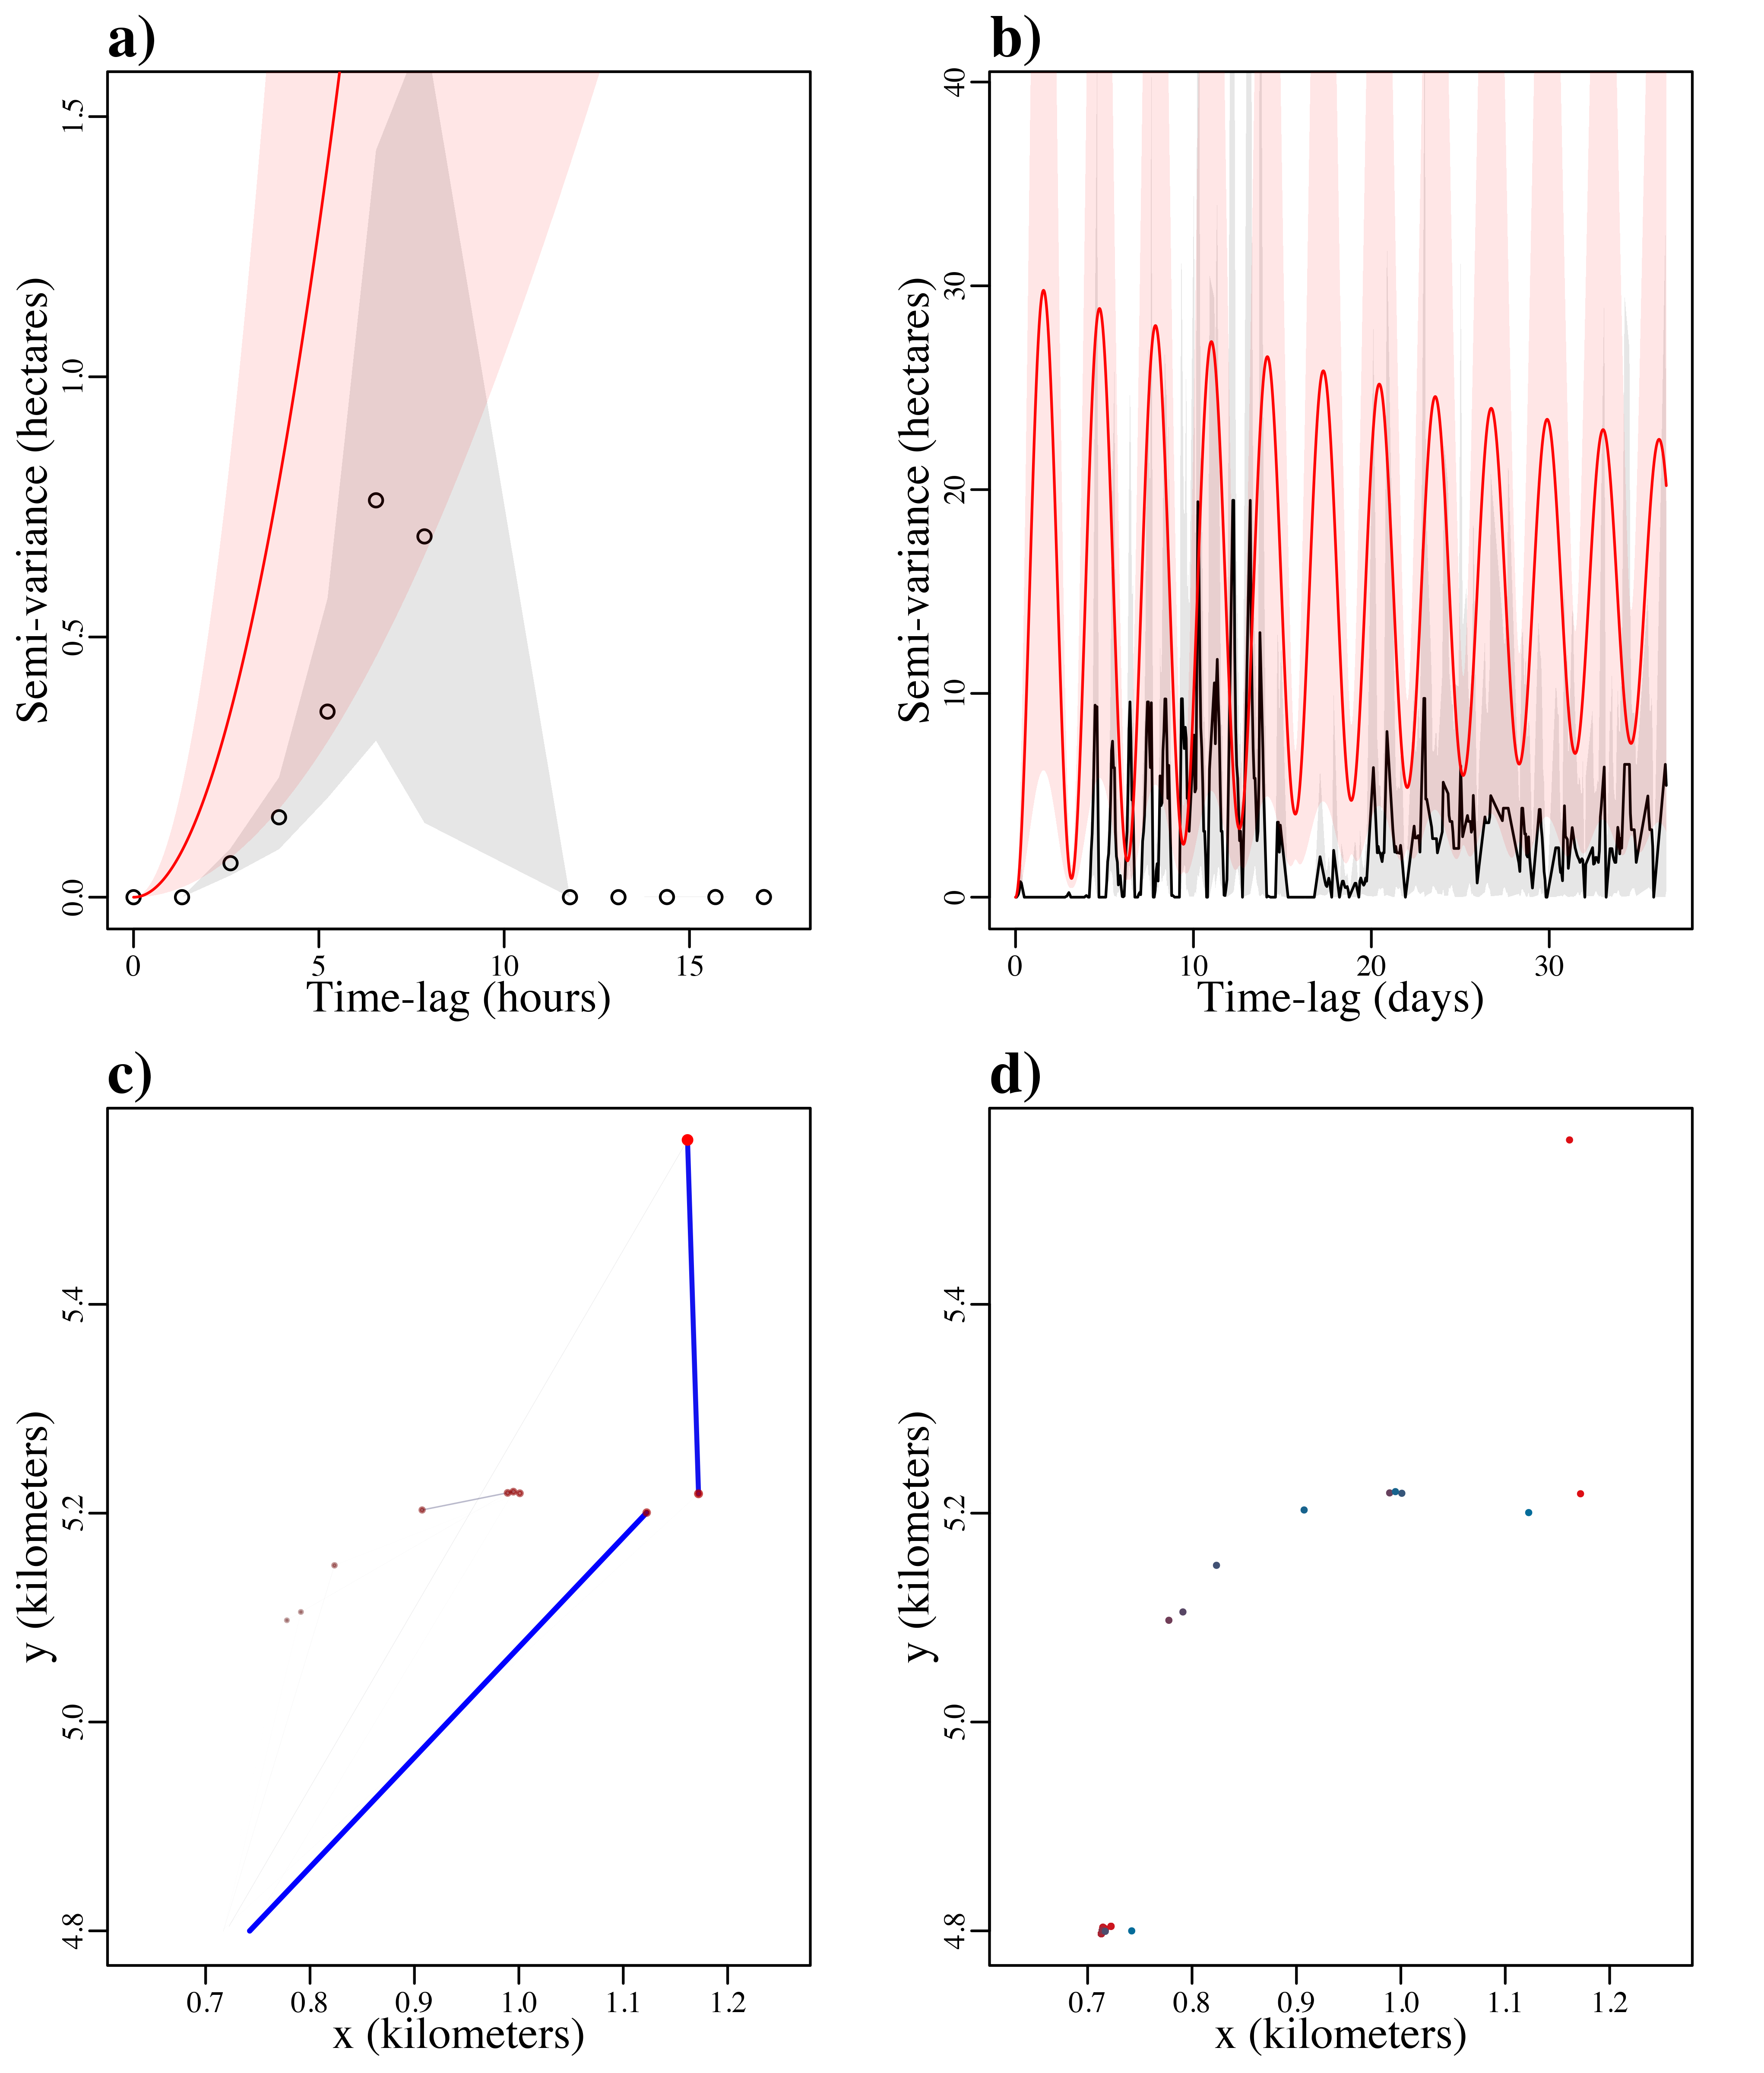 a)
Semi-variance (hectares)
1.5
1.0
0.5
0.0
0 5 10 15
Time-lag (hours)
b)
Semi-variance (hectares)
40
30
20
10
0
0 10 20 30
Time-lag (days)
c)
y (kilometers)
5.4
5.2
5.0
4.8
0.7 0.8 0.9 1.0 1.1 1.2
x (kilometers)
d)
y (kilometers)
5.4
5.2
5.0
4.8
0.7 0.8 0.9 1.0 1.1 1.2
x (kilometers)